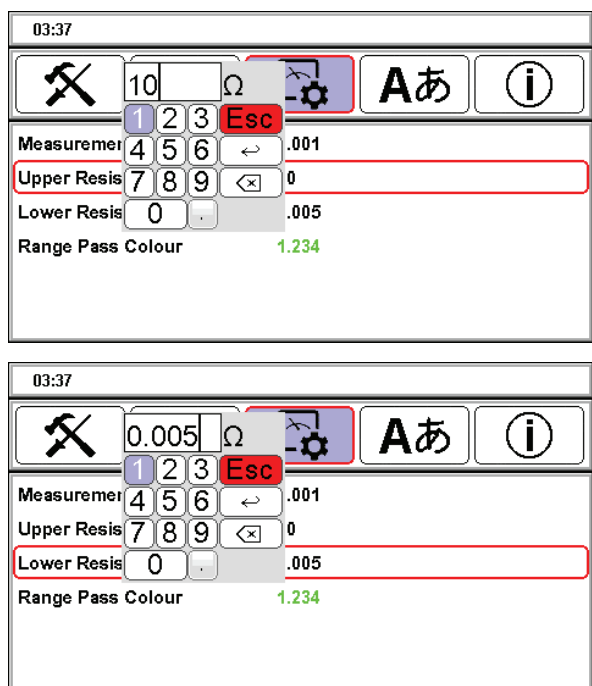 03:37
10 Ω Aあ i
1 2 3 Esc
Measuremen .001
4 5 6 ↩
Upper Resis 0
7 8 9 ⌫
Lower Resis .005
0 .
Range Pass Colour 1.234
03:37
0.005 Ω Aあ i
1 2 3 Esc
Measuremen .001
4 5 6 ↩
Upper Resis 0
7 8 9 ⌫
Lower Resis .005
0 .
Range Pass Colour 1.234